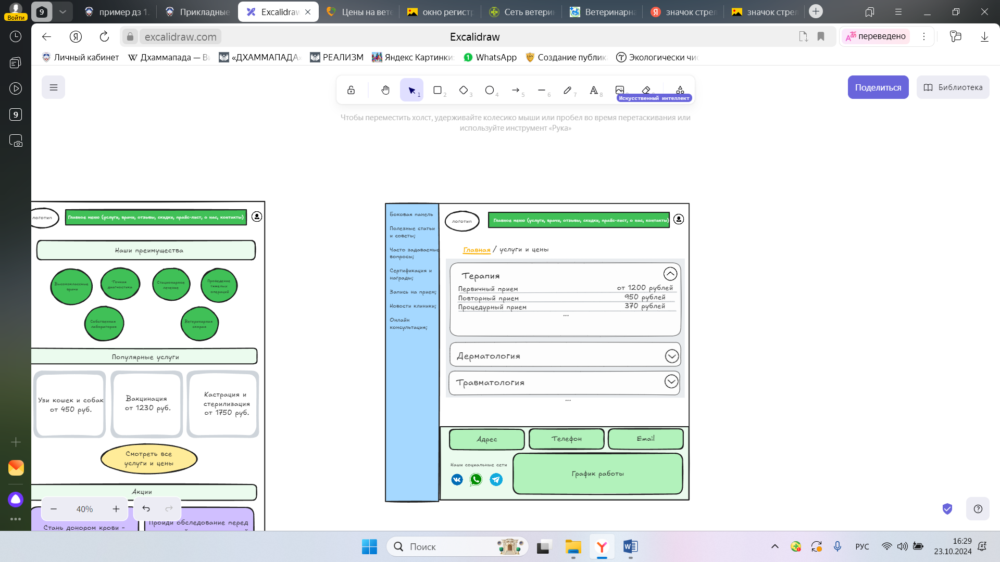 9
пример дз 1.
Прикладные
Excalidraw
Цены на вете
окно регистр
Сеть ветерин
Ветеринарна
значок стрел
значок стрел
Войти
excalidraw.com
Excalidraw
переведено
Личный кабинет
Дхаммапада — Ви
«ДХАММАПАДА»
РЕАЛИЗМ
Яндекс Картинки:
WhatsApp
Создание публика
Экологически чис
9
1
2
3
4
5
6
7
8
Искусственный интеллект
Поделиться
Библиотека
Чтобы переместить холст, удерживайте колесико мыши или пробел во время перетаскивания или
используйте инструмент «Рука»
логотип
Главное меню (услуги, врачи, отзывы, скидки, прайс-лист, о нас, контакты)
Наши преимущества
Высококлассные
врачи
Точная
диагностика
Стационарное
лечение
Проведение
тяжелых
операций
Собственная
лаборатория
Ветеринарная
скорая
Популярные услуги
Узи кошек и собак
от 450 руб.
Вакцинация
от 1230 руб.
Кастрация и
стерилизация
от 1750 руб.
Смотреть все
услуги и цены
Акции
Стань донором крови –
Пройди обследование перед
Боковая панель
Полезные статьи
и советы;
Часто задаваемые
вопросы;
Сертификация и
награды;
Запись на прием;
Новости клиники;
Онлайн
консультация;
логотип
Главное меню (услуги, врачи, отзывы, скидки, прайс-лист, о нас, контакты)
Главная / услуги и цены
Терапия
Первичный прием от 1200 рублей
Повторный прием 950 рублей
Процедурный прием 370 рублей
...
Дерматология
Травматология
...
Адрес
Телефон
Email
Наши социальные сети
График работы
40%
Поиск
РУС
16:29
23.10.2024